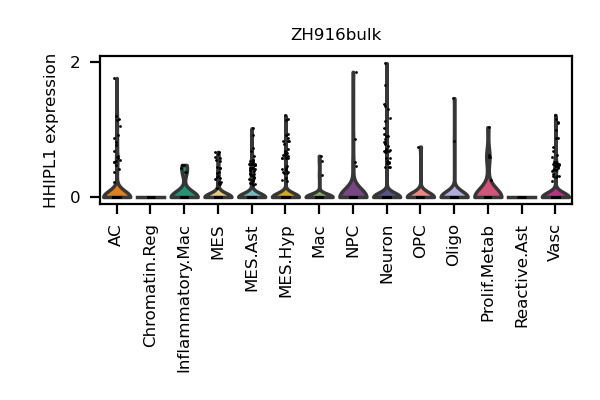 ZH916bulk
HHIPL1 expression
2
0
AC
Chromatin.Reg
Inflammatory.Mac
MES
MES.Ast
MES.Hyp
Mac
NPC
Neuron
OPC
Oligo
Prolif.Metab
Reactive.Ast
Vasc